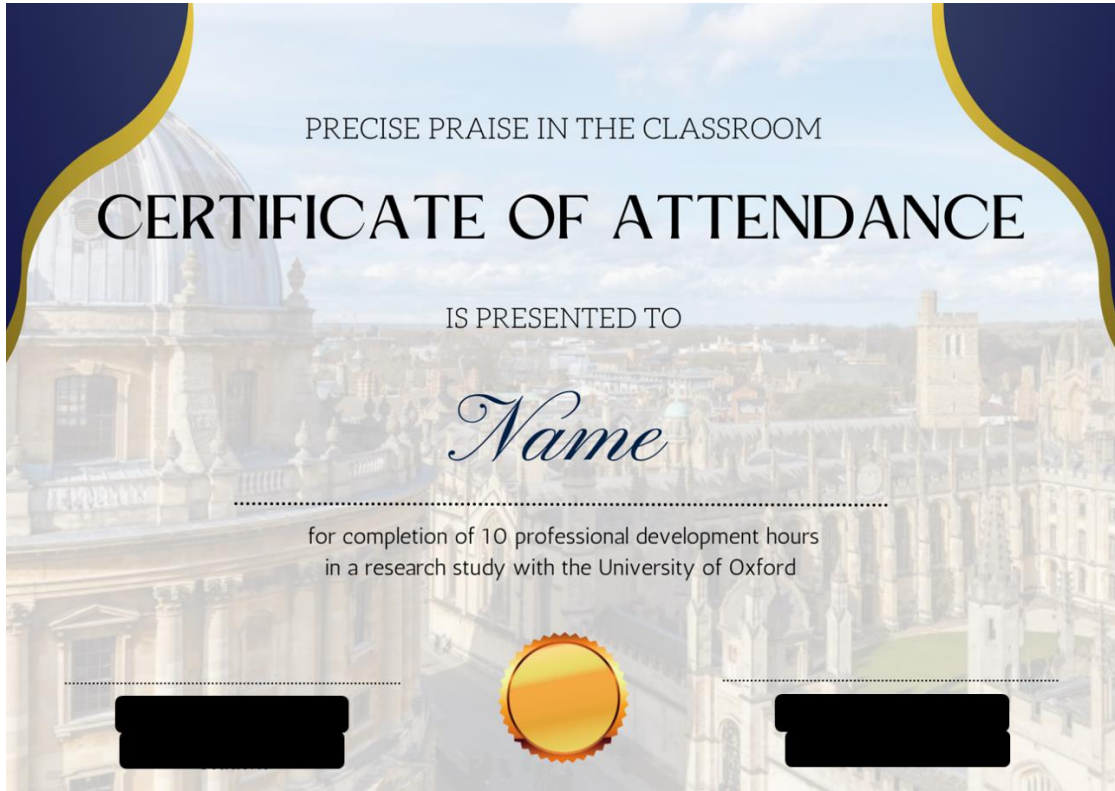 PRECISE PRAISE IN THE CLASSROOM
CERTIFICATE OF ATTENDANCE
IS PRESENTED TO
Name
for completion of 10 professional development hours
in a research study with the University of Oxford